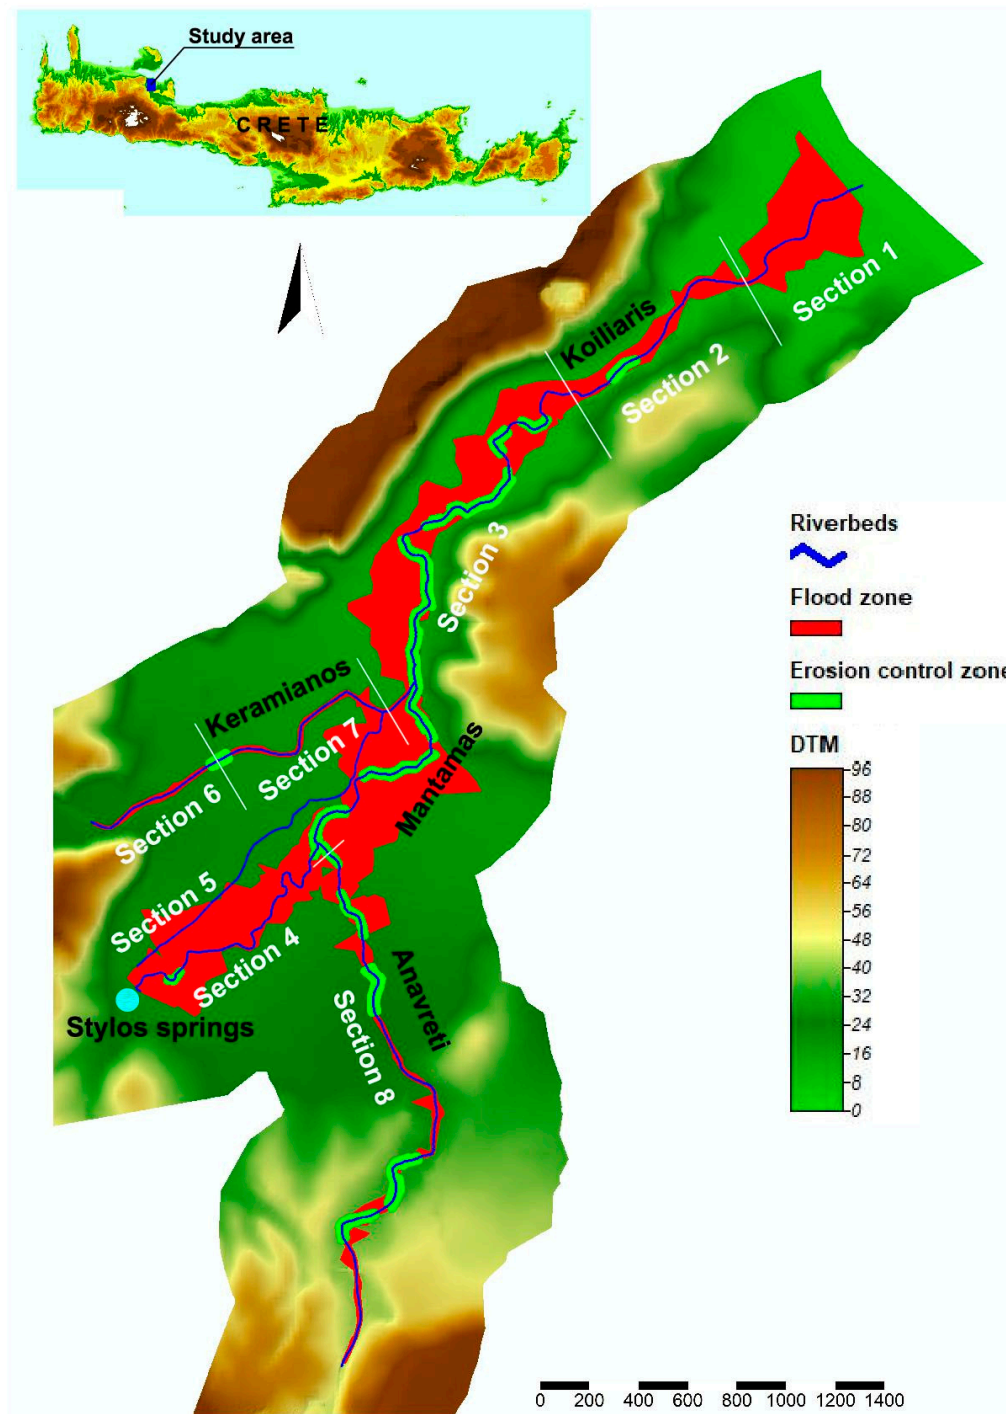 Study area
CRETE
Section 1
Koiliaris
Section 2
Section 3
Riverbeds
Flood zone
Erosion control zone
DTM
96
88
80
72
64
56
48
40
32
24
16
8
0
Keramianos
Section 7
Mantamas
Section 6
Section 5
Section 4
Anavreti
Stylos springs
Section 8
0 200 400 600 800 1000 1200 1400